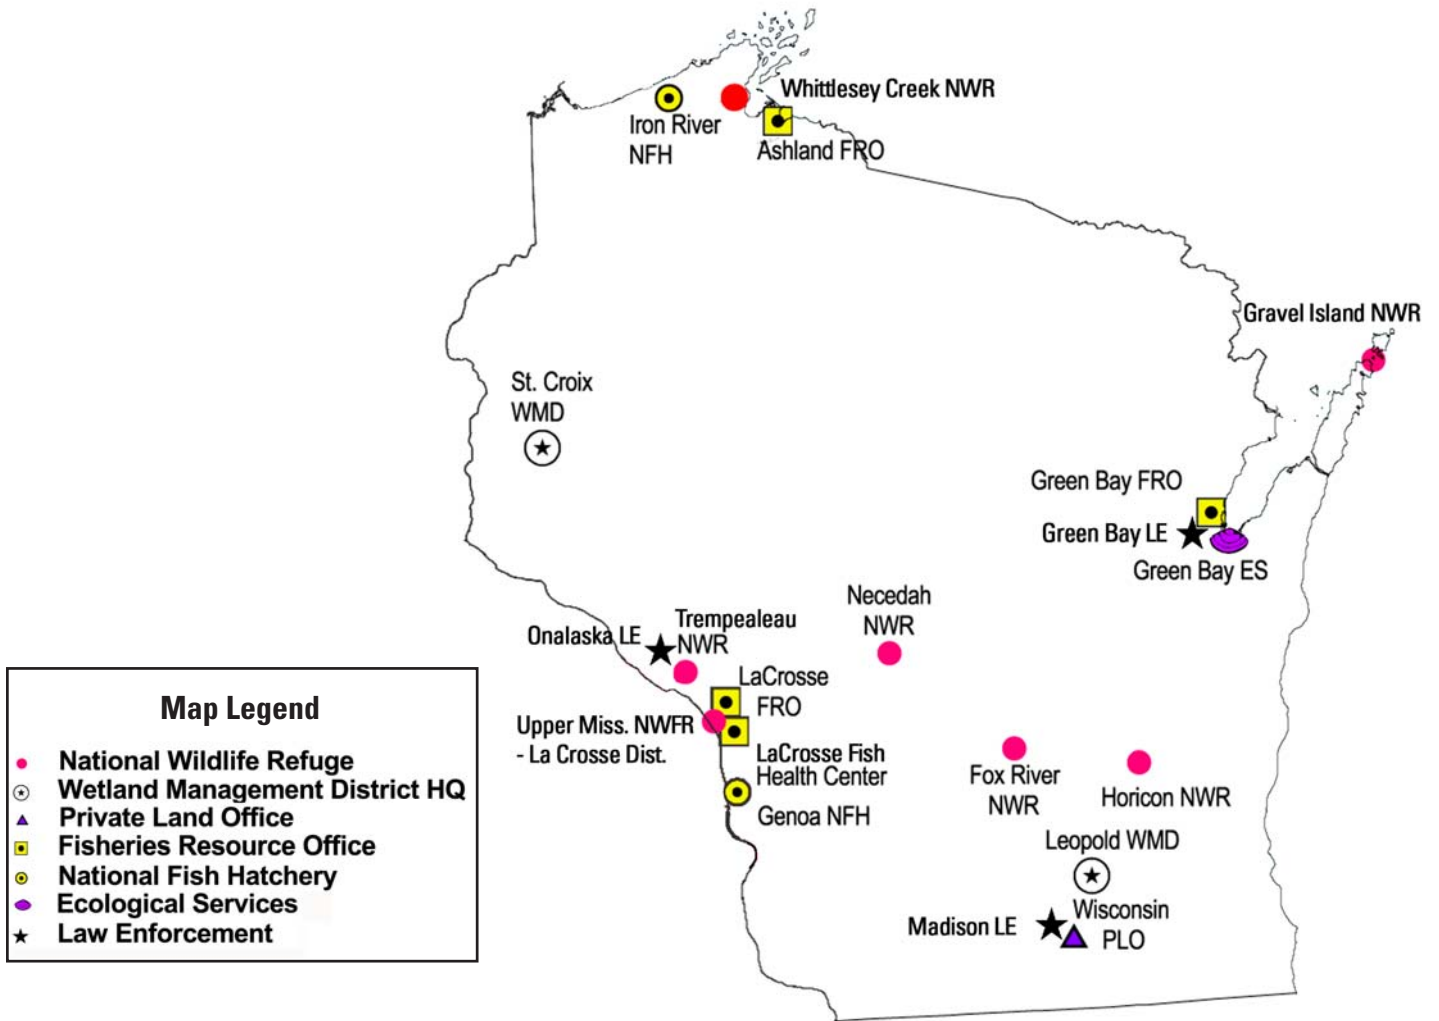 Whittlesey Creek NWR
Iron River
NFH
Ashland FRO
Gravel Island NWR
St. Croix
WMD
Green Bay FRO
Green Bay LE
Green Bay ES
Necedah
NWR
Trempealeau
NWR
Onalaska LE
LaCrosse
FRO
Upper Miss. NWFR
- La Crosse Dist.
LaCrosse Fish
Health Center
Genoa NFH
Fox River
NWR
Horicon NWR
Leopold WMD
Wisconsin
PLO
Madison LE
Map Legend
National Wildlife Refuge
Wetland Management District HQ
Private Land Office
Fisheries Resource Office
National Fish Hatchery
Ecological Services
Law Enforcement